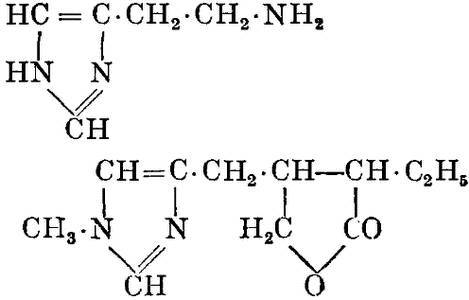 HC = C·CH₂·CH₂·NH₂
HN N
CH
CH=C·CH₂·CH—CH·C₂H₅
CH₃·N N H₂C CO
CH O